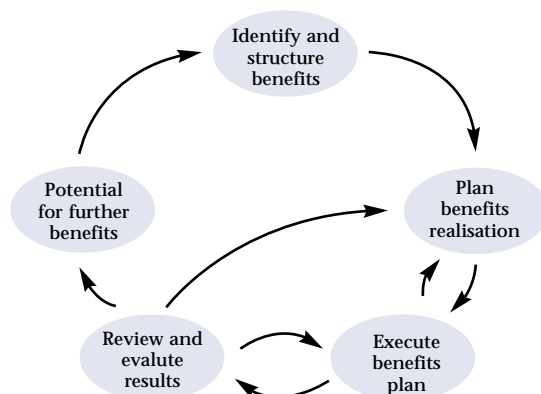 Identify and
structure
benefits
Plan
benefits
realisation
Execute
benefits
plan
Review and
evalute
results
Potential
for further
benefits